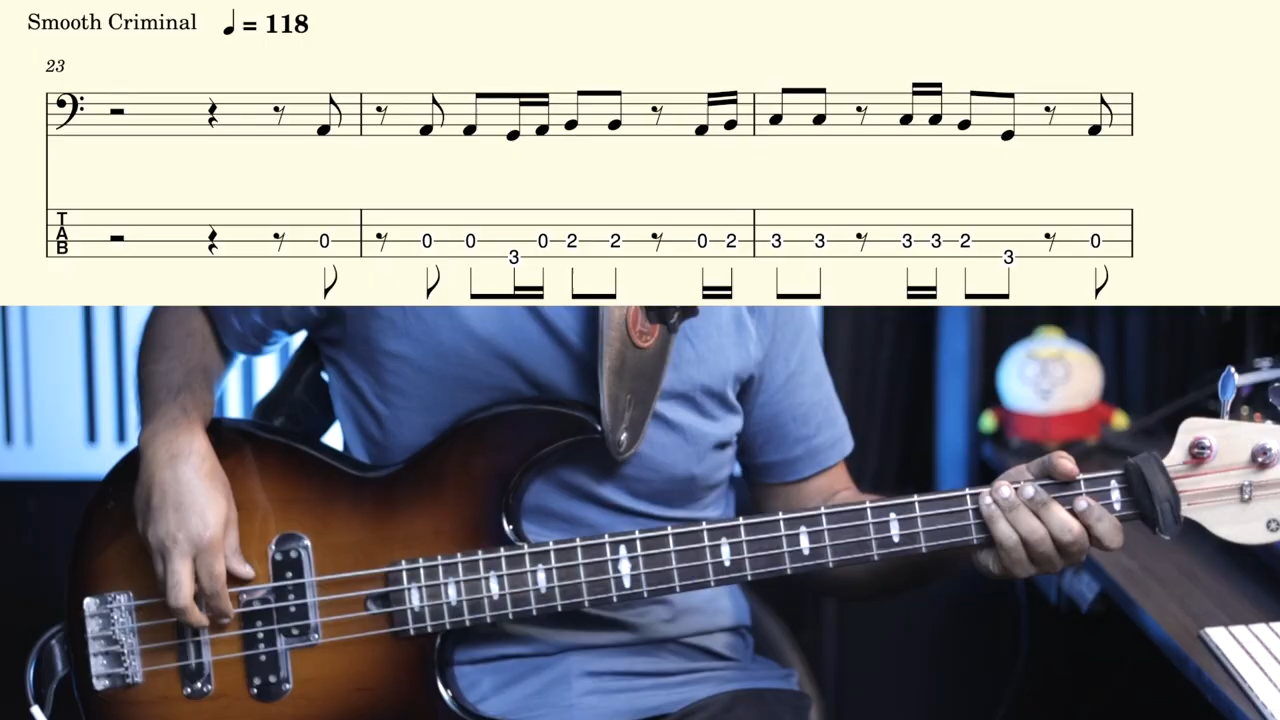 Smooth Criminal ♩ = 118
23
T
A
B
0 0 0 3 0 2 2 0 2 3 3 3 3 2 3 0